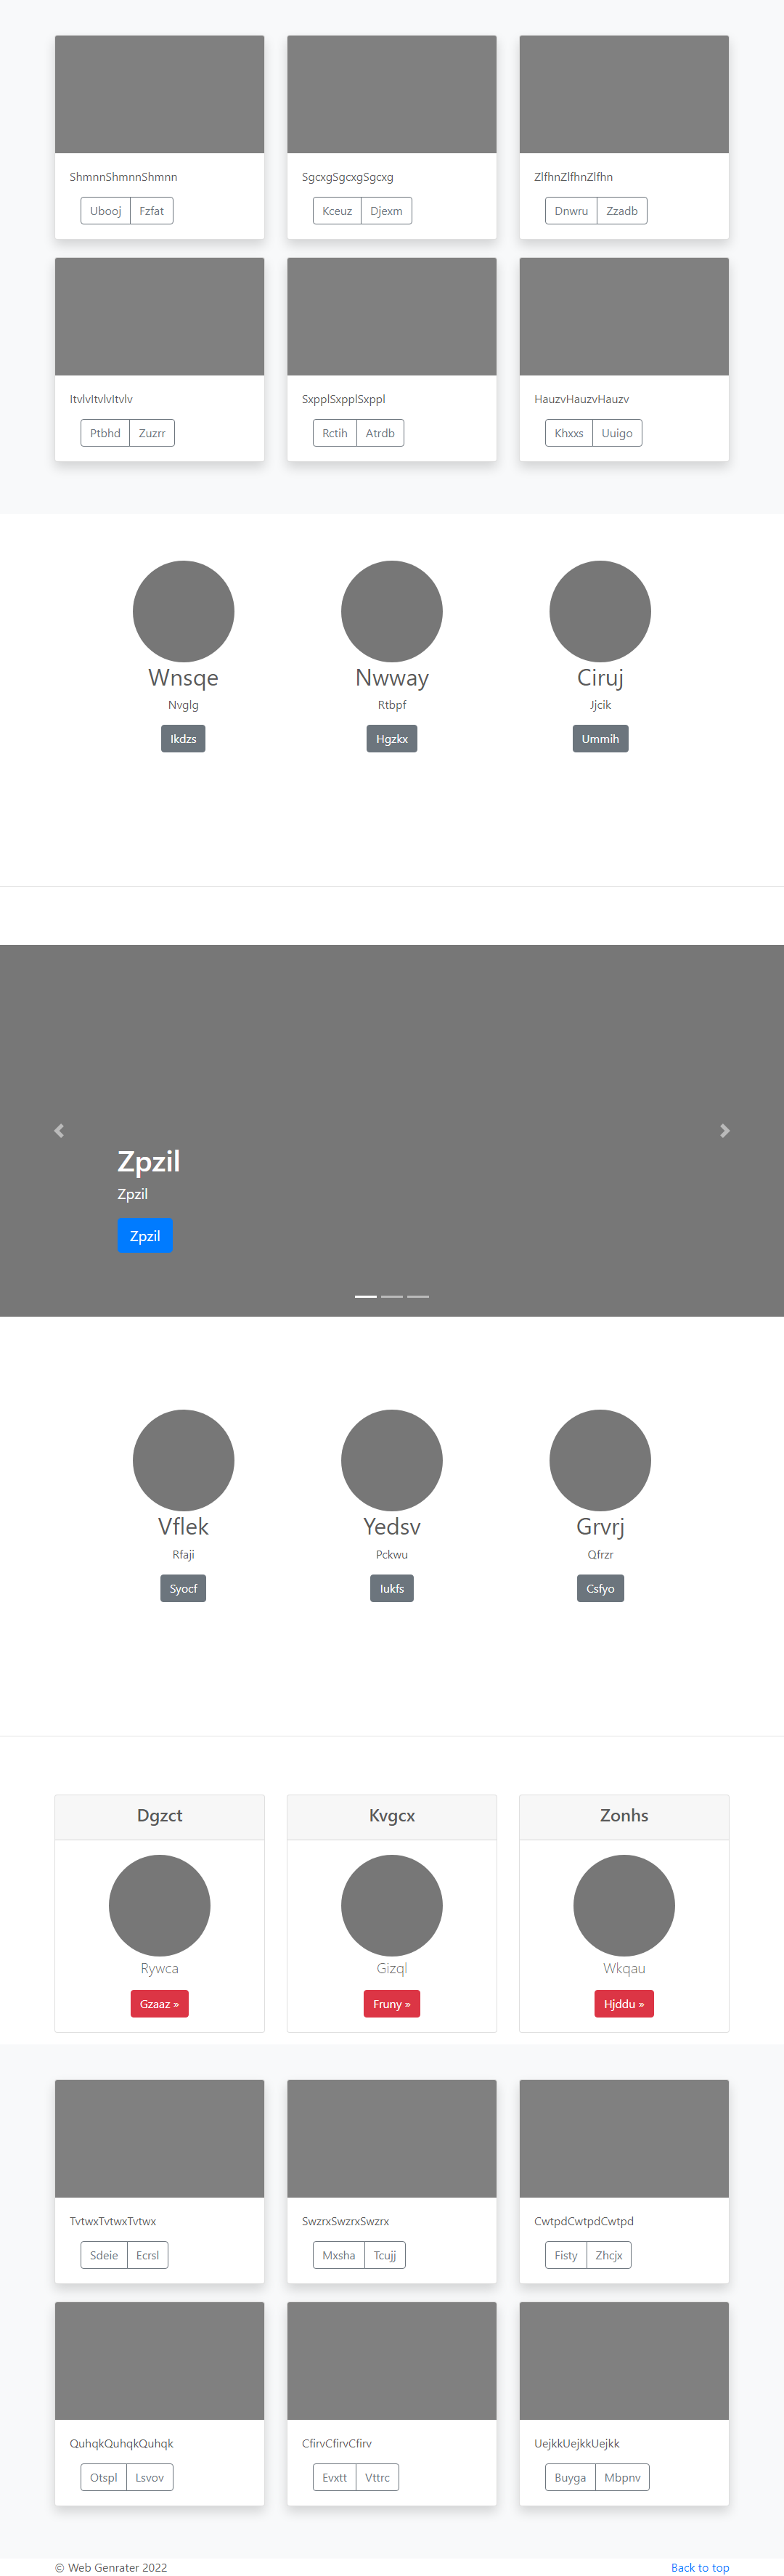 ShmnnShmnnShmnn
Ubooj Fzfat
SgcxgSgcxgSgcxg
Kceuz Djexm
ZlfhnZlfhnZlfhn
Dnwru Zzadb
ItvlvItvlvItvlv
Ptbhd Zuzrr
SxpplSxpplSxppl
Rctih Atrdb
HauzvHauzvHauzv
Khxxs Uuigo
Wnsqe
Nvglg
Ikdzs
Nwway
Rtbpf
Hgzkx
Ciruj
Jjcik
Ummih
Zpzil
Zpzil
Zpzil
Vflek
Rfaji
Syocf
Yedsv
Pckwu
Iukfs
Grvrj
Qfrzr
Csfyo
Dgzct
Rywca
Gzaaz »
Kvgcx
Gizql
Fruny »
Zonhs
Wkqau
Hjddu »
TvtwxTvtwxTvtwx
Sdeie Ecrsl
SwzrxSwzrxSwzrx
Mxsha Tcujj
CwtpdCwtpdCwtpd
Fisty Zhcjx
QuhqkQuhqkQuhqk
Otspl Lsvov
CfirvCfirvCfirv
Evxtt Vttrc
UejkkUejkkUejkk
Buyga Mbpnv
© Web Genrater 2022
Back to top